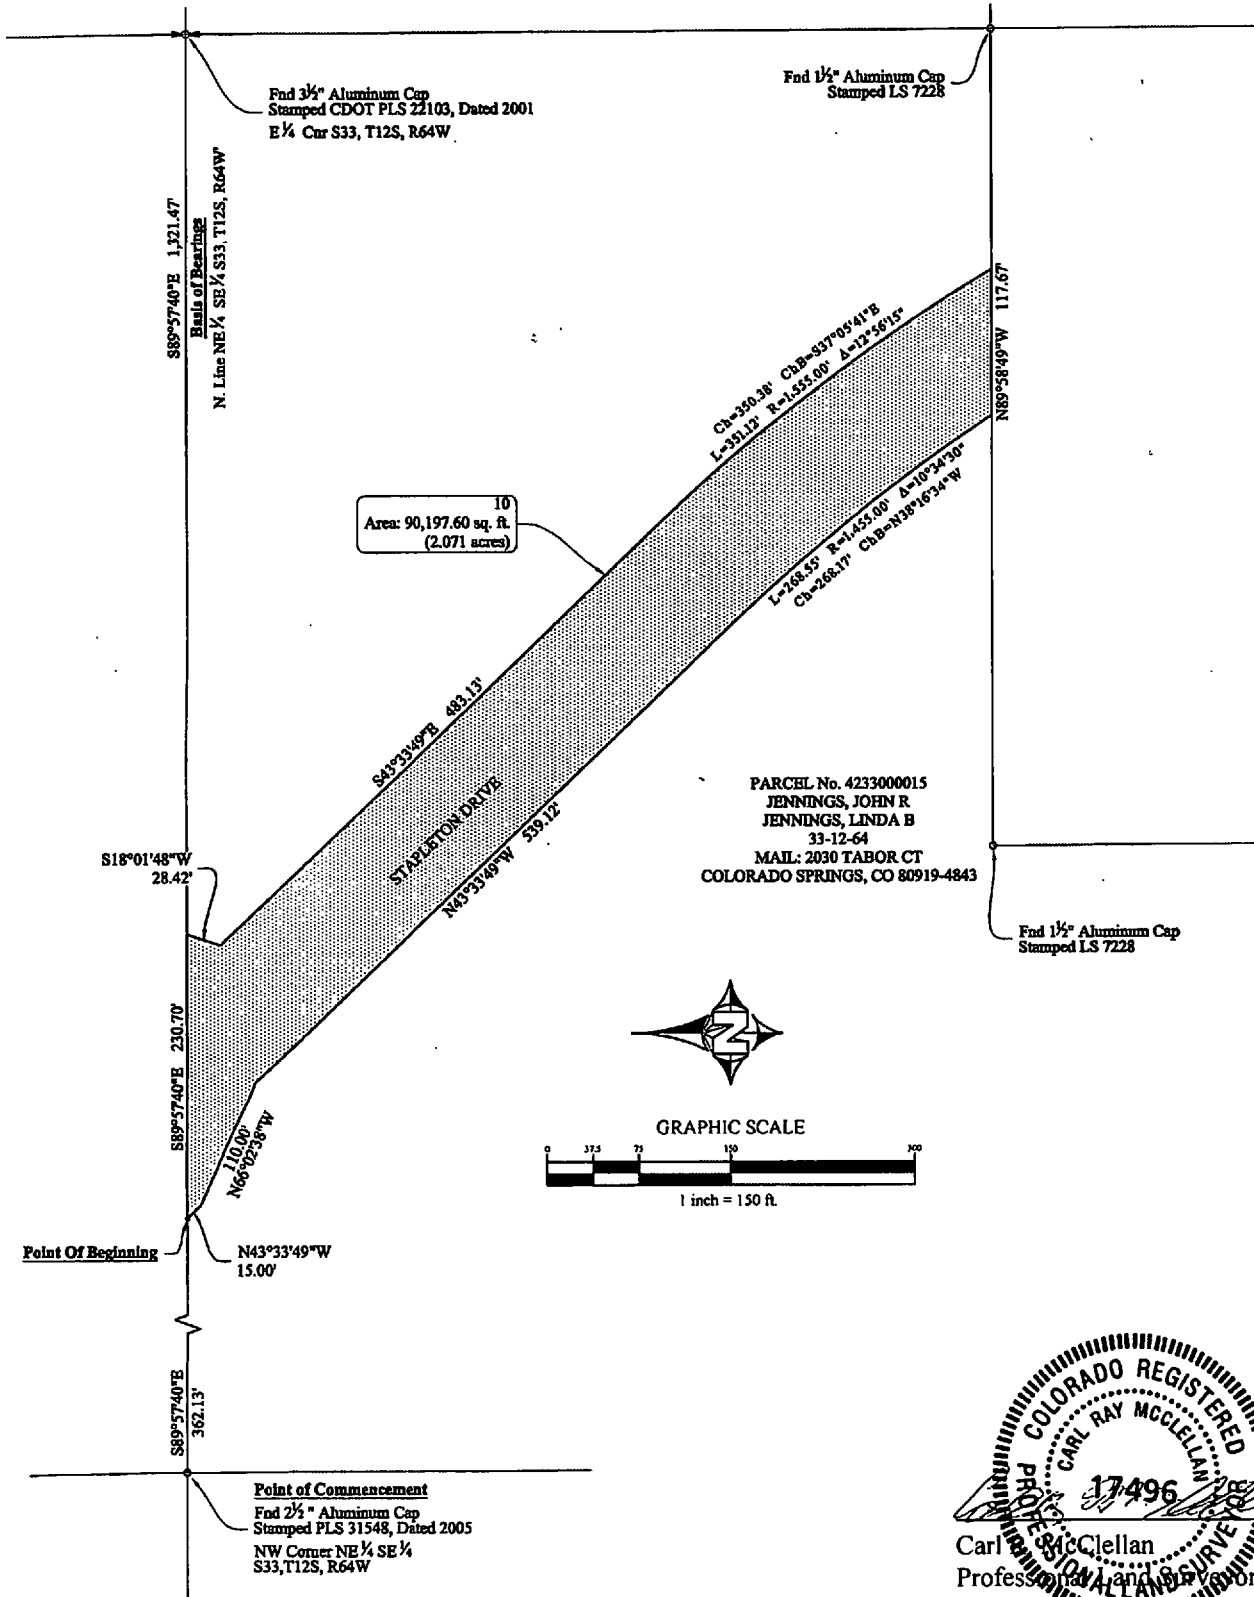 Fnd 3½" Aluminum Cap
Stamped CDOT PLS 22103, Dated 2001
E¼ Cnr S33, T12S, R64W
Fnd 1½" Aluminum Cap
Stamped LS 7228
S89°57'40"E 1,321.47'
Basis of Bearings
N. Line NE¼ SE¼ S33, T12S, R64W
Ch=350.38' ChB=S37°05'41"E
L=351.12' R=1,555.00' Δ=12°56'15"
N89°58'49"W 117.67'
L=268.55' R=1,455.00' Δ=10°34'30"
Ch=268.17' ChB=N38°16'34"W
10
Area: 90,197.60 sq. ft.
(2.071 acres)
S43°33'49"E 483.13'
STAPLETON DRIVE
N43°33'49"W 539.12'
PARCEL No. 4233000015
JENNINGS, JOHN R
JENNINGS, LINDA B
33-12-64
MAIL: 2030 TABOR CT
COLORADO SPRINGS, CO 80919-4843
S18°01'48"W
28.42'
Fnd 1½" Aluminum Cap
Stamped LS 7228
S89°57'40"E 230.70'
110.00'
N66°02'38"W
N
GRAPHIC SCALE
0 37.5 75 150 300
1 inch = 150 ft.
Point Of Beginning
N43°33'49"W
15.00'
S89°57'40"E
362.13'
Point of Commencement
Fnd 2½" Aluminum Cap
Stamped PLS 31548, Dated 2005
NW Corner NE¼ SE¼
S33,T12S, R64W
COLORADO REGISTERED
CARL RAY MCCLELLAN
17496
PROFESSIONAL LAND SURVEYOR
Carl McClellan
Professional Land Surveyor